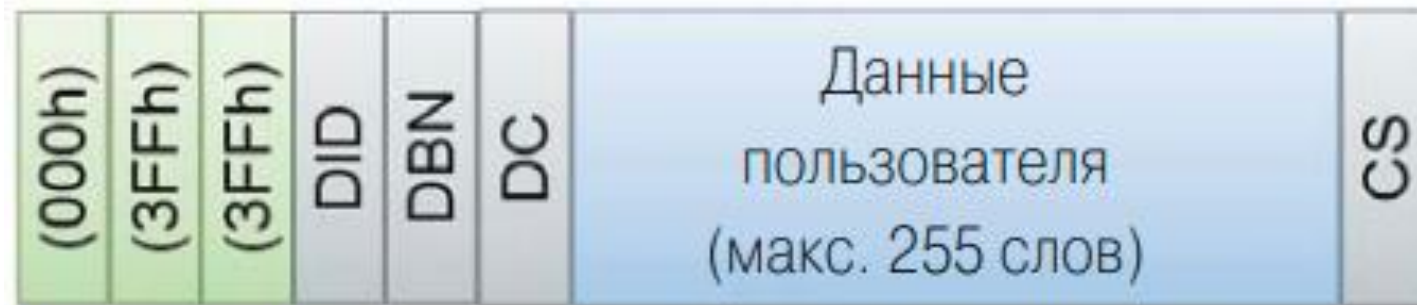 (000h)
(3FFh)
(3FFh)
DID
DBN
DC
Данные
пользователя
(макс. 255 слов)
CS